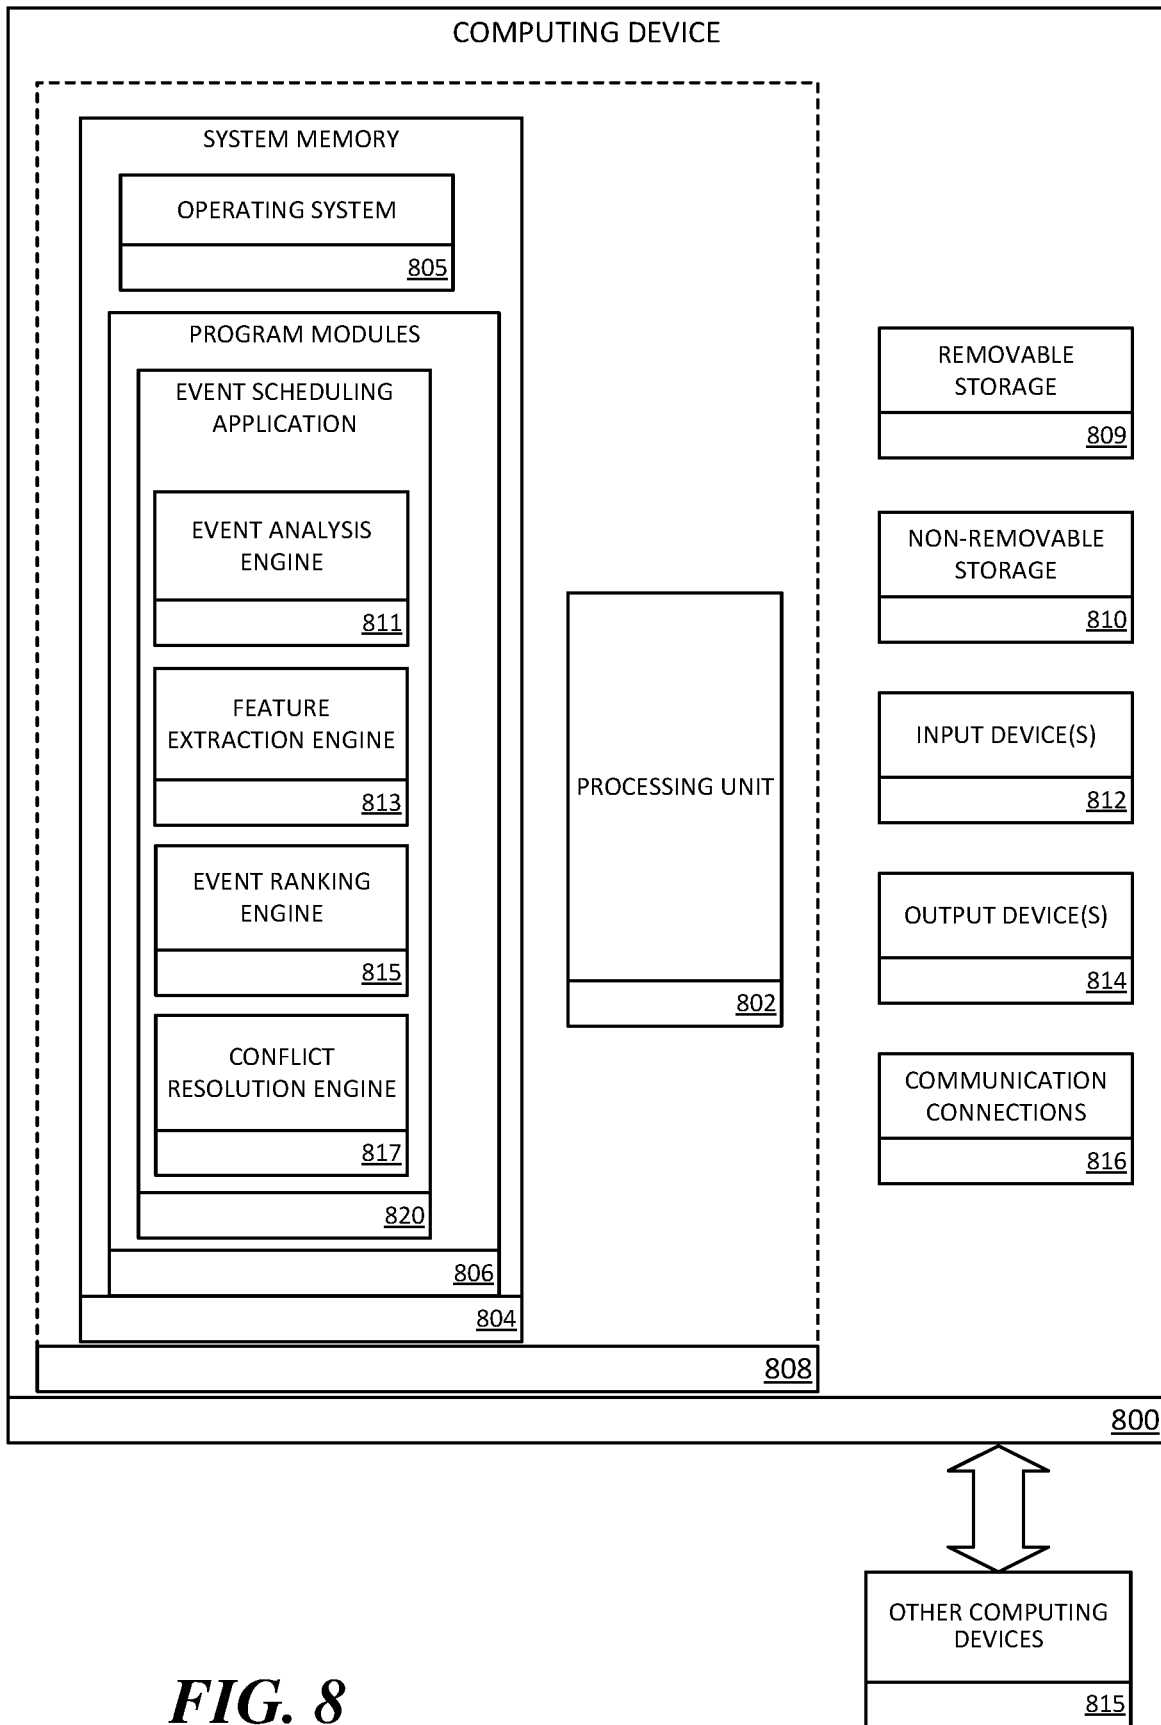 COMPUTING DEVICE
SYSTEM MEMORY
OPERATING SYSTEM
805
PROGRAM MODULES
EVENT SCHEDULING
APPLICATION
EVENT ANALYSIS
ENGINE
811
FEATURE
EXTRACTION ENGINE
813
EVENT RANKING
ENGINE
815
CONFLICT
RESOLUTION ENGINE
817
820
806
804
PROCESSING UNIT
802
808
REMOVABLE
STORAGE
809
NON-REMOVABLE
STORAGE
810
INPUT DEVICE(S)
812
OUTPUT DEVICE(S)
814
COMMUNICATION
CONNECTIONS
816
800
OTHER COMPUTING
DEVICES
815
FIG. 8